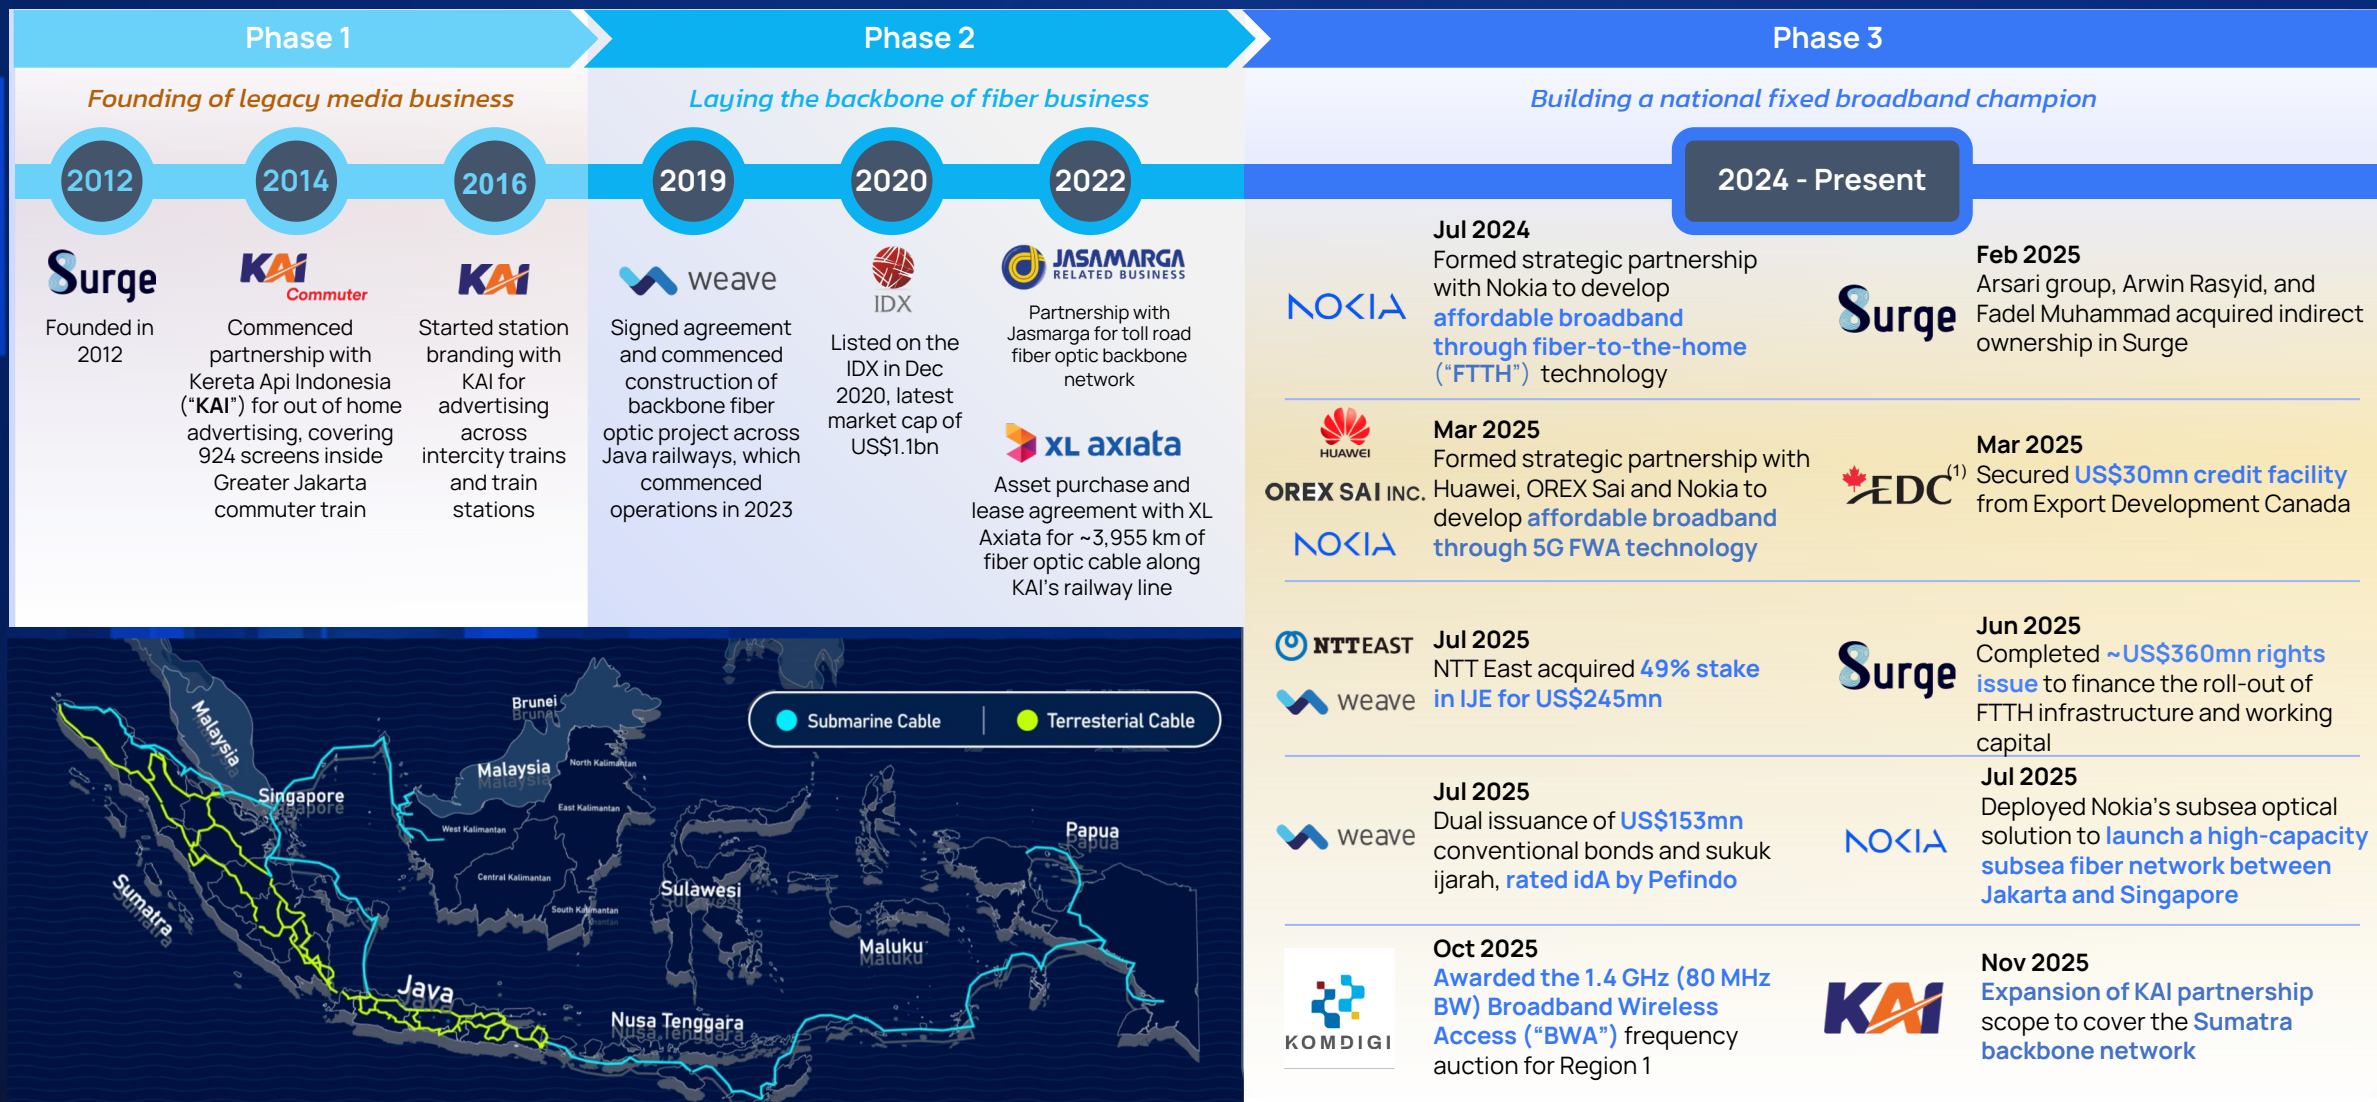 Phase 1
Founding of legacy media business
2012
Surge
Founded in
2012
2014
KAI
Commuter
Commenced
partnership with
Kereta Api Indonesia
(“KAI”) for out of home
advertising, covering
924 screens inside
Greater Jakarta
commuter train
2016
KAI
Started station
branding with
KAI for
advertising
across
intercity trains
and train
stations
Phase 2
Laying the backbone of fiber business
2019
weave
Signed agreement
and commenced
construction of
backbone fiber
optic project across
Java railways, which
commenced
operations in 2023
2020
IDX
Listed on the
IDX in Dec
2020, latest
market cap of
US$1.1bn
2022
JASAMARGA
RELATED BUSINESS
Partnership with
Jasmarga for toll road
fiber optic backbone
network
XL axiata
Asset purchase and
lease agreement with XL
Axiata for ~3,955 km of
fiber optic cable along
KAI’s railway line
Phase 3
Building a national fixed broadband champion
2024 - Present
NOKIA
Jul 2024
Formed strategic partnership
with Nokia to develop
affordable broadband
through fiber-to-the-home
(“FTTH”) technology
Surge
Feb 2025
Arsari group, Arwin Rasyid, and
Fadel Muhammad acquired indirect
ownership in Surge
HUAWEI
OREX SAI INC.
NOKIA
Mar 2025
Formed strategic partnership with
Huawei, OREX Sai and Nokia to
develop affordable broadband
through 5G FWA technology
EDC(1)
Mar 2025
Secured US$30mn credit facility
from Export Development Canada
NTT EAST
weave
Jul 2025
NTT East acquired 49% stake
in IJE for US$245mn
Surge
Jun 2025
Completed ~US$360mn rights
issue to finance the roll-out of
FTTH infrastructure and working
capital
weave
Jul 2025
Dual issuance of US$153mn
conventional bonds and sukuk
ijarah, rated idA by Pefindo
NOKIA
Jul 2025
Deployed Nokia’s subsea optical
solution to launch a high-capacity
subsea fiber network between
Jakarta and Singapore
KOMDIGI
Oct 2025
Awarded the 1.4 GHz (80 MHz
BW) Broadband Wireless
Access (“BWA”) frequency
auction for Region 1
KAI
Nov 2025
Expansion of KAI partnership
scope to cover the Sumatra
backbone network
Submarine Cable
Terresterial Cable
Malaysia
Brunei
Malaysia
North Kalimantan
Singapore
East Kalimantan
West Kalimantan
Papua
Central Kalimantan
Sumatra
Sulawesi
South Kalimantan
Maluku
Java
Nusa Tenggara